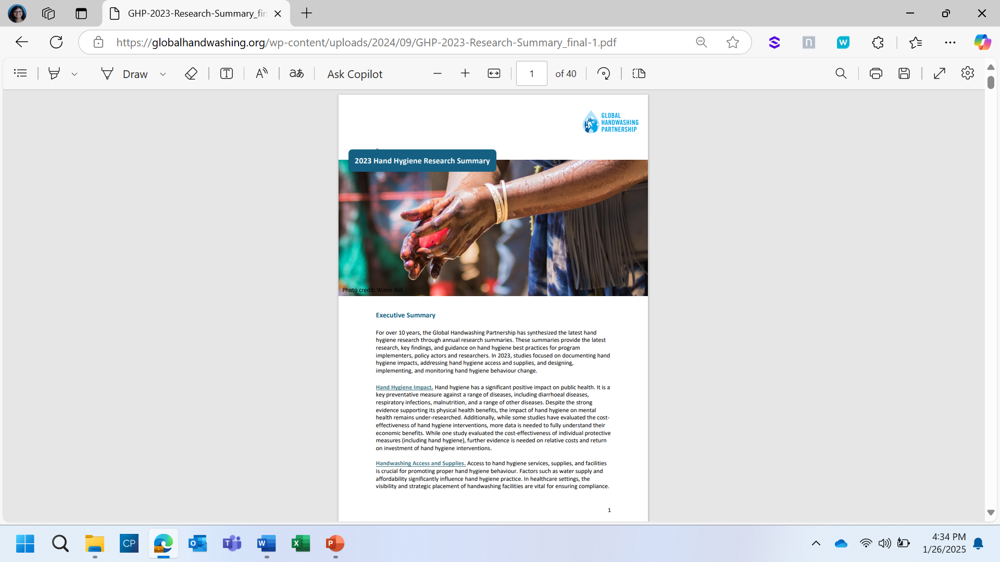 GHP-2023-Research-Summary_fin
https://globalhandwashing.org/wp-content/uploads/2024/09/GHP-2023-Research-Summary_final-1.pdf
n
w
Draw
A
aあ
Ask Copilot
1
of 40
GLOBAL
HANDWASHING
PARTNERSHIP
2023 Hand Hygiene Research Summary
Photo credit: Water Aid
Executive Summary
For over 10 years, the Global Handwashing Partnership has synthesized the latest hand
hygiene research through annual research summaries. These summaries provide the latest
research, key findings, and guidance on hand hygiene best practices for program
implementers, policy actors and researchers. In 2023, studies focused on documenting hand
hygiene impacts, addressing hand hygiene access and supplies, and designing,
implementing, and monitoring hand hygiene behaviour change.
Hand Hygiene Impact. Hand hygiene has a significant positive impact on public health. It is a
key preventative measure against a range of diseases, including diarrhoeal diseases,
respiratory infections, malnutrition, and a range of other diseases. Despite the strong
evidence supporting its physical health benefits, the impact of hand hygiene on mental
health remains under-researched. Additionally, while some studies have evaluated the cost-
effectiveness of hand hygiene interventions, more data is needed to fully understand their
economic benefits. While one study evaluated the cost-effectiveness of individual protective
measures (including hand hygiene), further evidence is needed on relative costs and return
on investment of hand hygiene interventions.
Handwashing Access and Supplies. Access to hand hygiene services, supplies, and facilities
is crucial for promoting proper hand hygiene behaviour. Factors such as water supply and
affordability significantly influence hand hygiene practice. In healthcare settings, the
visibility and strategic placement of handwashing facilities are vital for ensuring compliance.
1
CP
O
T
W
X
P
4:34 PM
1/26/2025